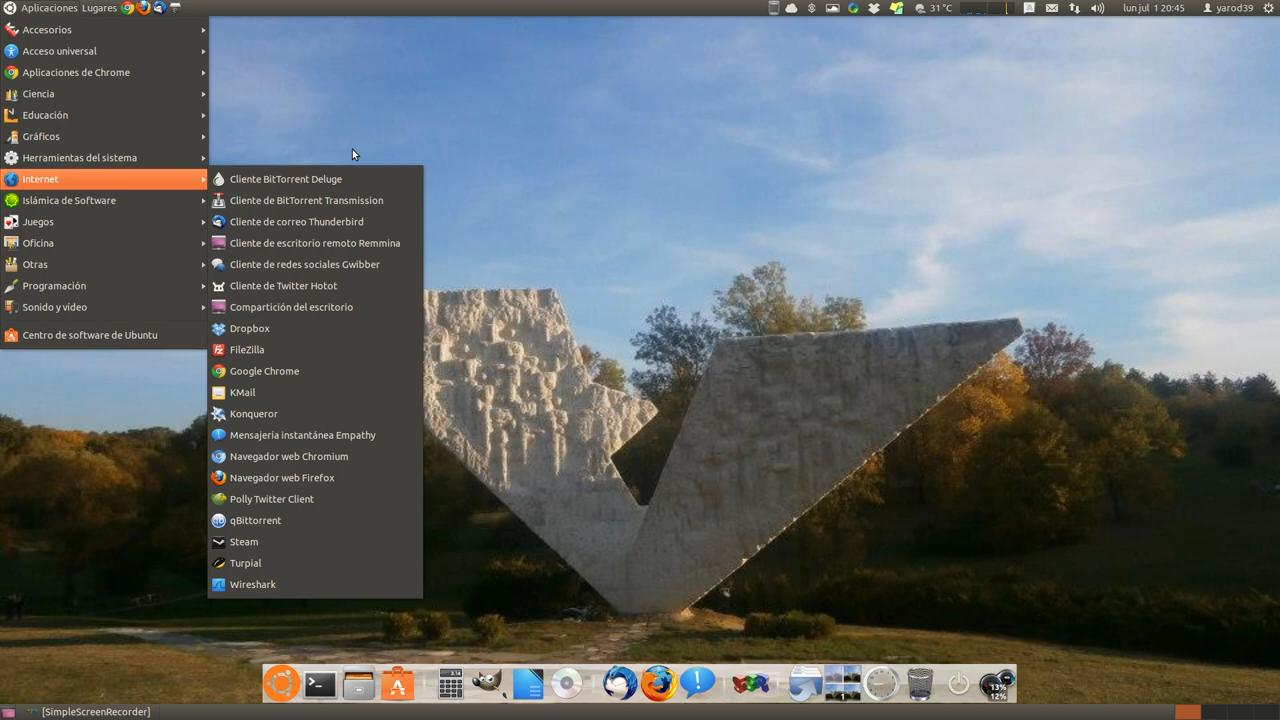 Aplicaciones Lugares 31 °C lun jul 1 20:45 yarod39
Accesorios
Acceso universal
Aplicaciones de Chrome
Ciencia
Educación
Gráficos
Herramientas del sistema
Internet
Islámica de Software
Juegos
Oficina
Otras
Programación
Sonido y vídeo
Centro de software de Ubuntu
Cliente BitTorrent Deluge
Cliente de BitTorrent Transmission
Cliente de correo Thunderbird
Cliente de escritorio remoto Remmina
Cliente de redes sociales Gwibber
Cliente de Twitter Hotot
Compartición del escritorio
Dropbox
FileZilla
Google Chrome
KMail
Konqueror
Mensajería instantánea Empathy
Navegador web Chromium
Navegador web Firefox
Polly Twitter Client
qBittorrent
Steam
Turpial
Wireshark
3.14
1
13%
12%
[SimpleScreenRecorder]